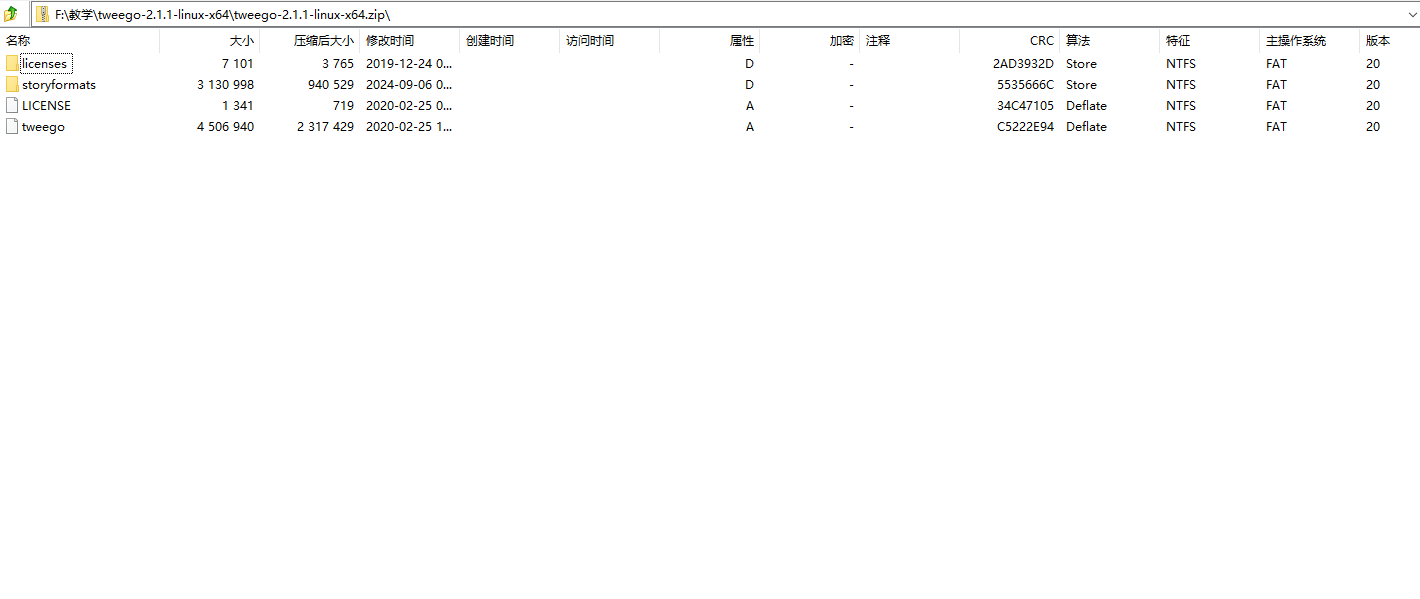 F:\教学\tweego-2.1.1-linux-x64\tweego-2.1.1-linux-x64.zip\
名称 大小 压缩后大小 修改时间 创建时间 访问时间 属性 加密 注释 CRC 算法 特征 主操作系统 版本
licenses 7 101 3 765 2019-12-24 0... D - 2AD3932D Store NTFS FAT 20
storyformats 3 130 998 940 529 2024-09-06 0... D - 5535666C Store NTFS FAT 20
LICENSE 1 341 719 2020-02-25 0... A - 34C47105 Deflate NTFS FAT 20
tweego 4 506 940 2 317 429 2020-02-25 1... A - C5222E94 Deflate NTFS FAT 20